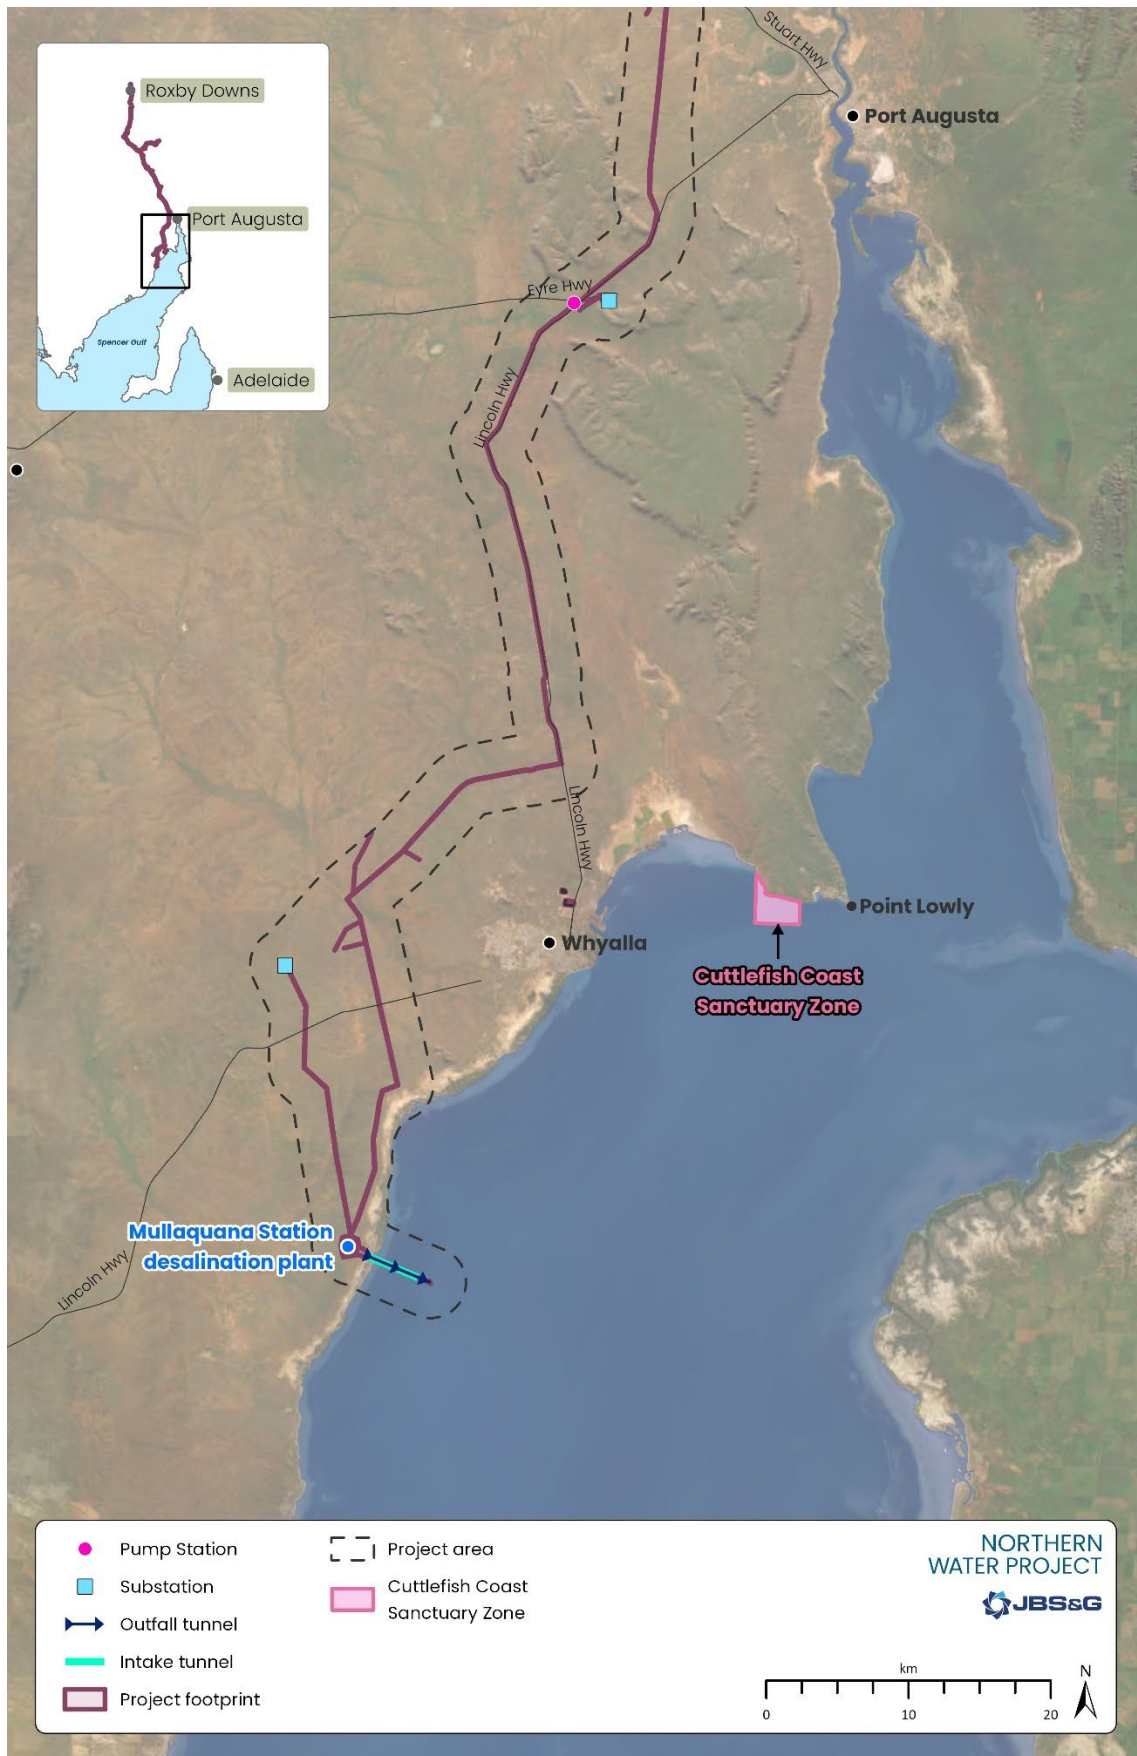 Stuart Hwy
Roxby Downs
Port Augusta
Port Augusta
Eyre Hwy
Spencer Gulf
Adelaide
Lincoln Hwy
Lincoln Hwy
Point Lowly
Whyalla
Cuttlefish Coast
Sanctuary Zone
Mullaquana Station
desalination plant
Lincoln Hwy
Pump Station
Substation
Outfall tunnel
Intake tunnel
Project footprint
Project area
Cuttlefish Coast
Sanctuary Zone
NORTHERN
WATER PROJECT
JBS&G
km
0 10 20
N